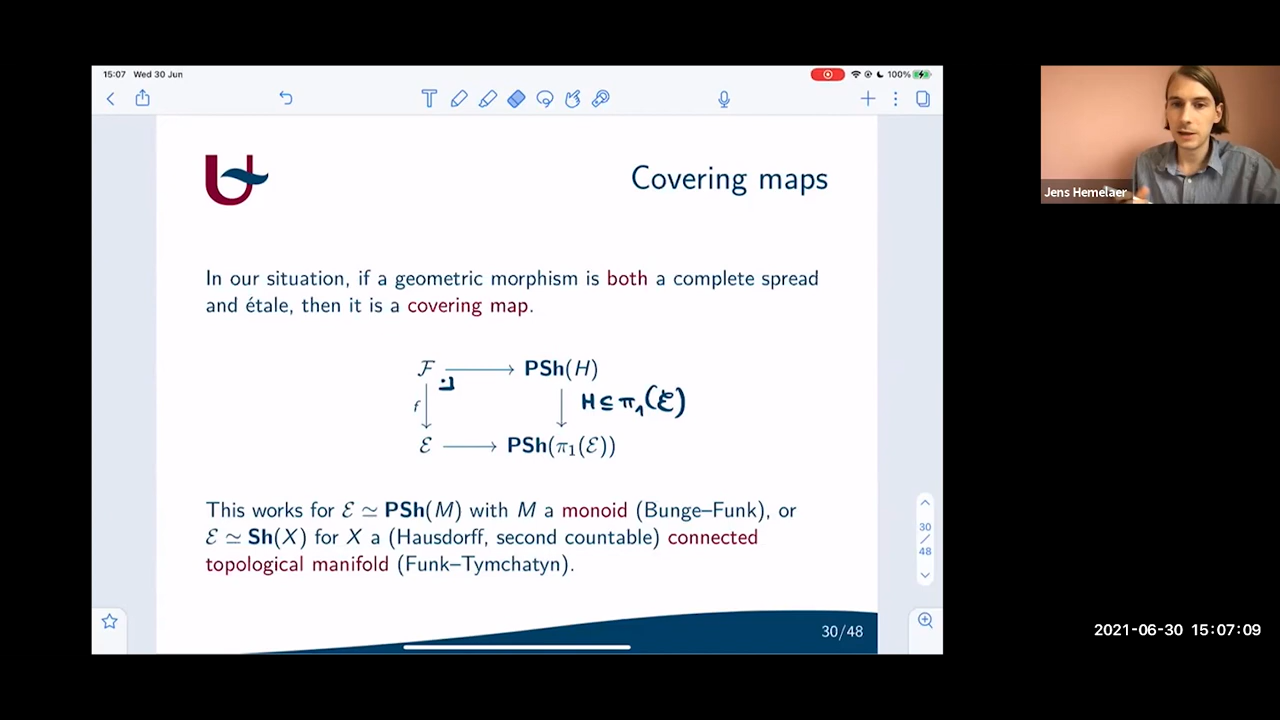 15:07 Wed 30 Jun
100%
Covering maps
In our situation, if a geometric morphism is both a complete spread
and étale, then it is a covering map.
ℱ PSh(H)
f H ⊆ π₁(ℰ)
ℰ PSh(π₁(ℰ))
This works for ℰ ≃ PSh(M) with M a monoid (Bunge–Funk), or
ℰ ≃ Sh(X) for X a (Hausdorff, second countable) connected
topological manifold (Funk–Tymchatyn).
30/48
30
/
48
Jens Hemelaer
2021-06-30 15:07:09